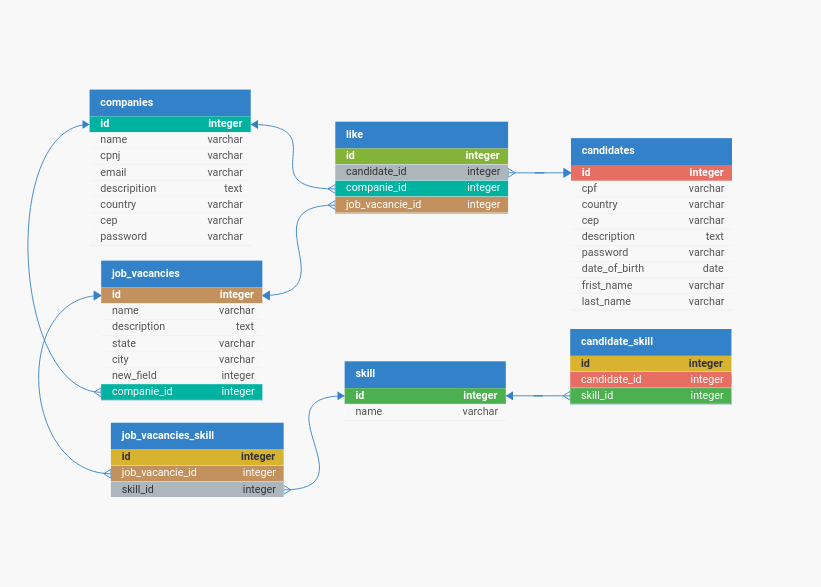 companies
id integer
name varchar
cpnj varchar
email varchar
descripition text
country varchar
cep varchar
password varchar
like
id integer
candidate_id integer
companie_id integer
job_vacancie_id integer
candidates
id integer
cpf varchar
country varchar
cep varchar
description text
password varchar
date_of_birth date
frist_name varchar
last_name varchar
job_vacancies
id integer
name varchar
description text
state varchar
city varchar
new_field integer
companie_id integer
candidate_skill
id integer
candidate_id integer
skill_id integer
skill
id integer
name varchar
job_vacancies_skill
id integer
job_vacancie_id integer
skill_id integer